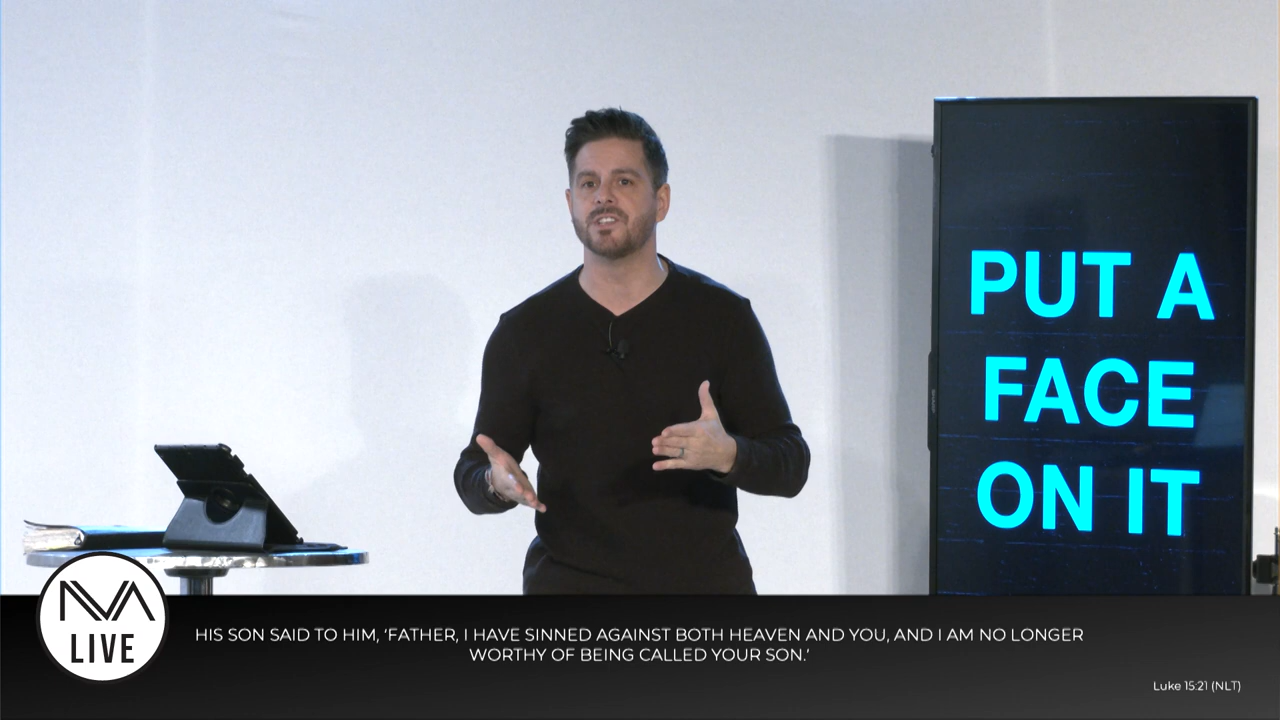 PUT A
FACE
ON IT
NVA
LIVE
HIS SON SAID TO HIM, ‘FATHER, I HAVE SINNED AGAINST BOTH HEAVEN AND YOU, AND I AM NO LONGER
WORTHY OF BEING CALLED YOUR SON.’
Luke 15:21 (NLT)